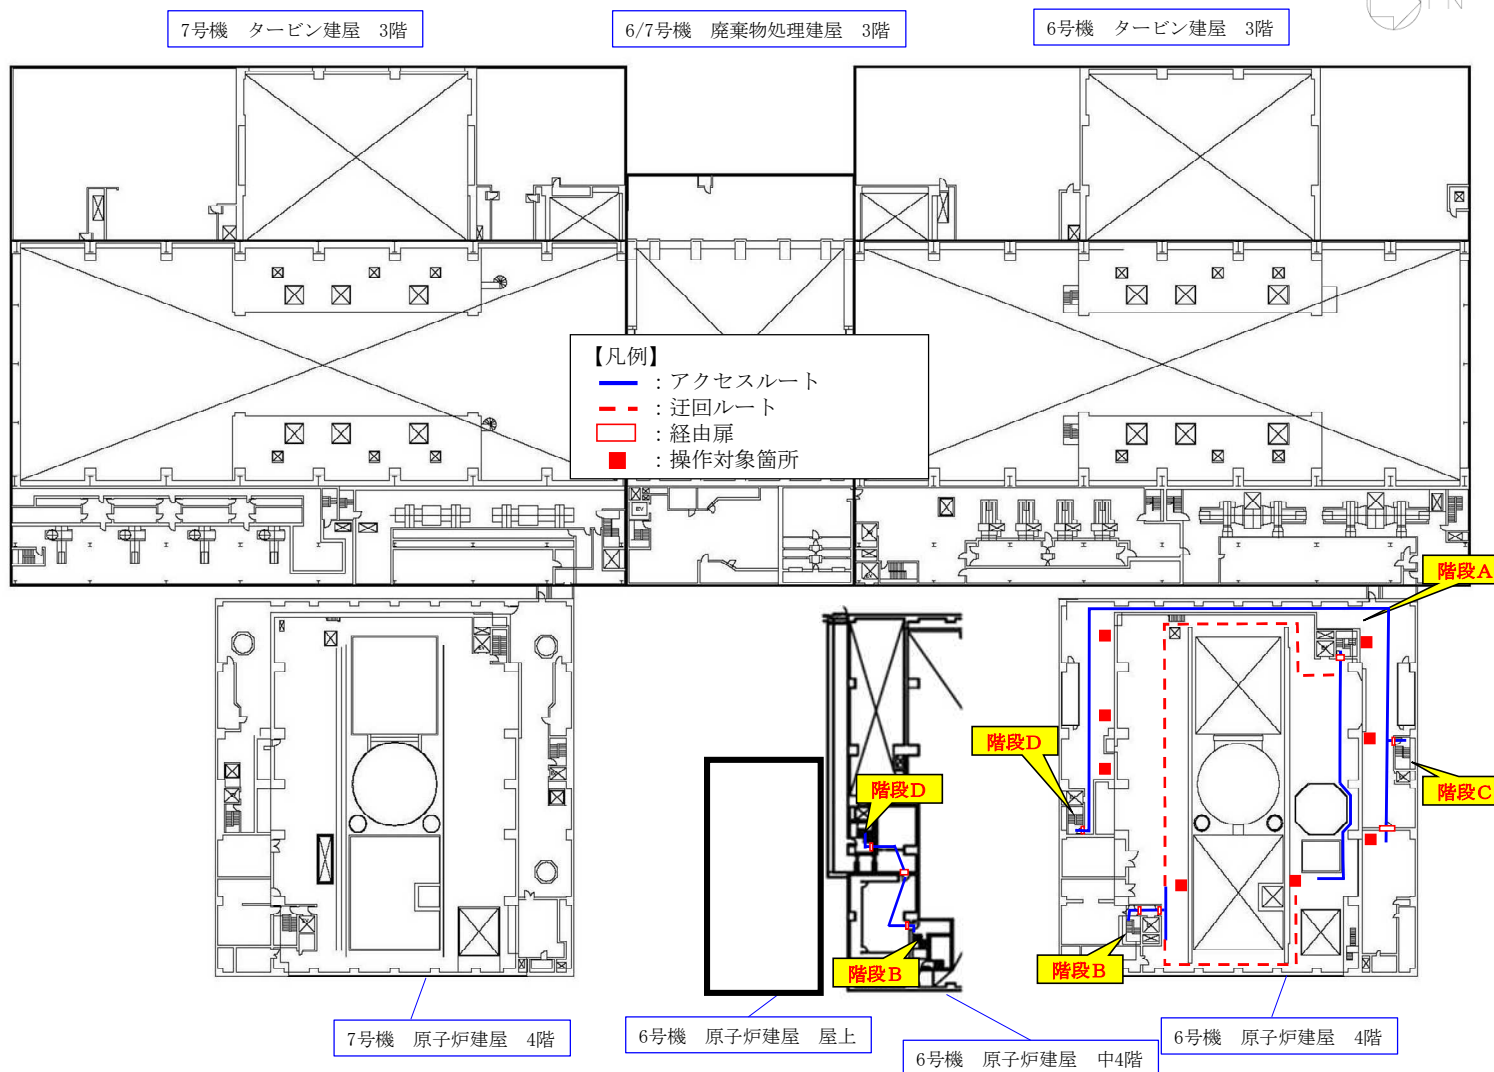 7号機　タービン建屋　3階
6/7号機　廃棄物処理建屋　3階
6号機　タービン建屋　3階
PN
【凡例】
：アクセスルート
：迂回ルート
：経由扉
：操作対象箇所
EV
階段A
階段D
階段C
階段D
階段B
階段B
7号機　原子炉建屋　4階
6号機　原子炉建屋　屋上
6号機　原子炉建屋　中4階
6号機　原子炉建屋　4階